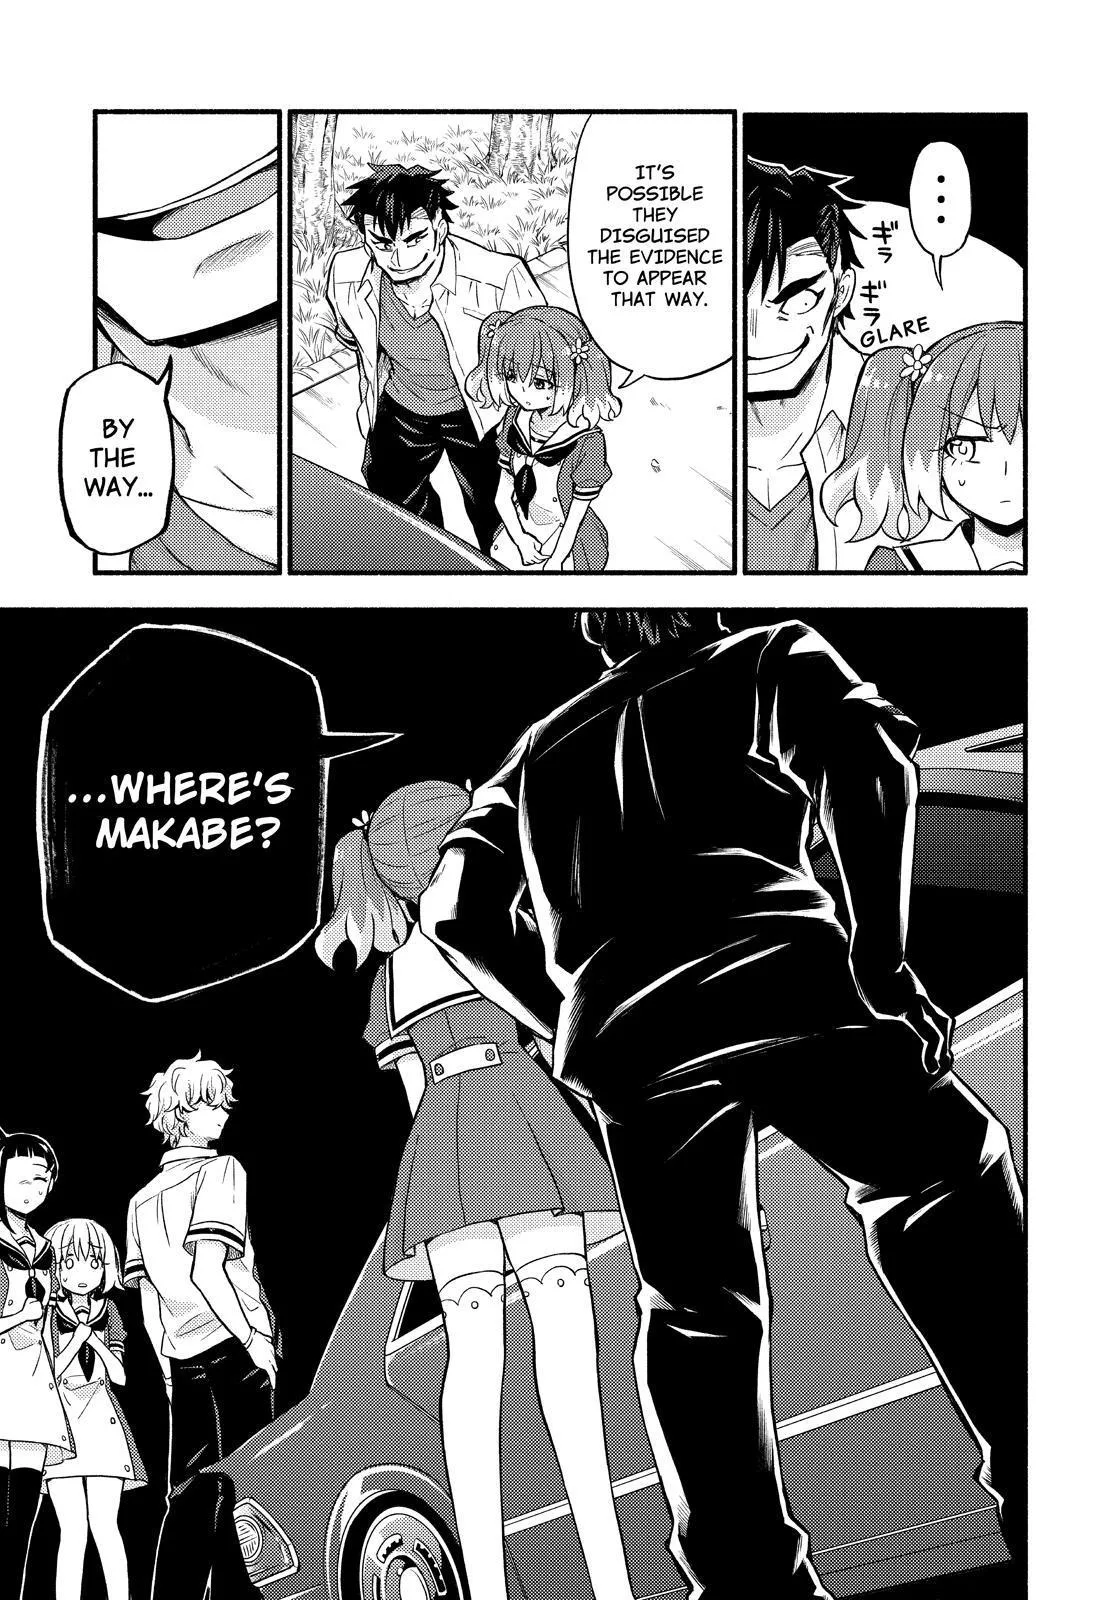 ...
ギラ
ギラ
GLARE
IT'S
POSSIBLE
THEY
DISGUISED
THE EVIDENCE
TO APPEAR
THAT WAY.
BY
THE
WAY...
...WHERE'S
MAKABE?